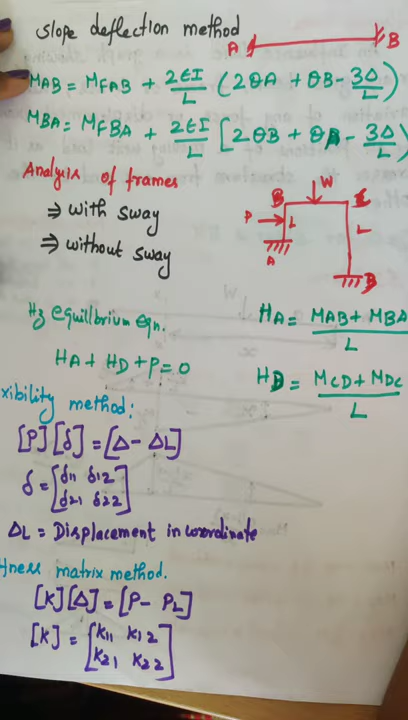 slope deflection method
A B
MAB = MFAB + 2EI/L (2θA + θB - 3Δ/L)
MBA = MFBA + 2EI/L [2θB + θA - 3Δ/L)
Analysis of frames
⇒ with sway
⇒ without sway
W
B C
P L L
A
D
Hz equilibrium eqn.
HA = MAB + MBA / L
HA + HD + P = 0
HD = MCD + MDC / L
xibility method:
[P][δ] = [Δ - ΔL]
δ = [δ11 δ12
δ21 δ22]
ΔL = Displacement in coordinate
ffness matrix method.
[K][Δ] = [P - PL]
[K] = [K11 K12
K21 K22]